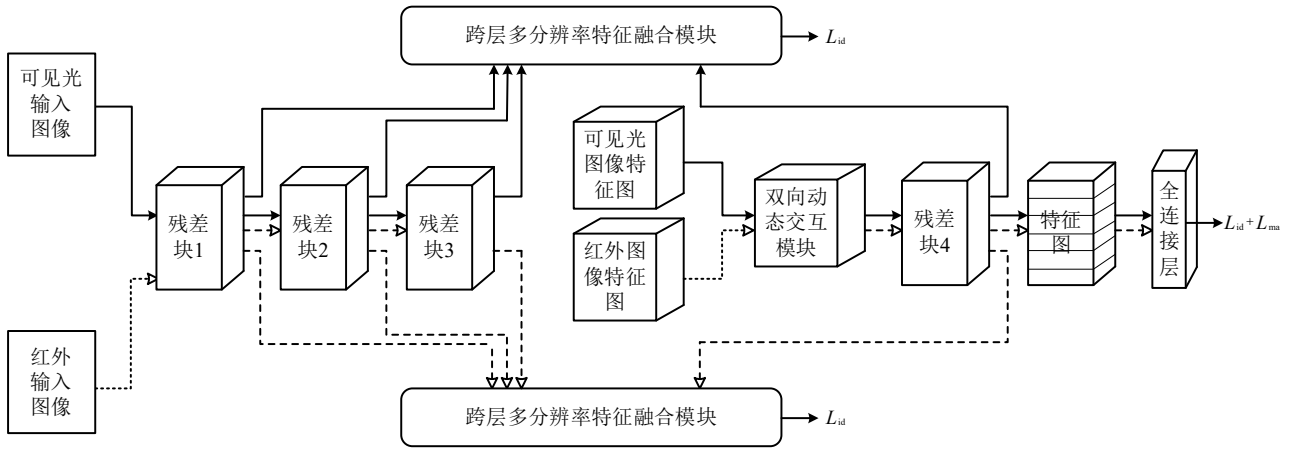 跨层多分辨率特征融合模块
L_id
可见光
输入
图像
残差
块1
残差
块2
残差
块3
可见光
图像特
征图
红外图
像特征
图
双向动
态交互
模块
残差
块4
特征
图
全
连
接
层
L_id+L_ma
红外
输入
图像
跨层多分辨率特征融合模块
L_id